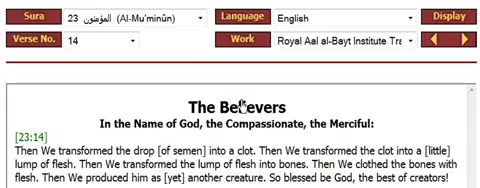 Sura 23 المؤمنون (Al-Mu'minūn) Language English Display
Verse No. 14 Work Royal Aal al-Bayt Institute Tra
The Believers
In the Name of God, the Compassionate, the Merciful:
[23:14]
Then We transformed the drop [of semen] into a clot. Then We transformed the clot into a [little]
lump of flesh. Then We transformed the lump of flesh into bones. Then We clothed the bones with
flesh. Then We produced him as [yet] another creature. So blessed be God, the best of creators!